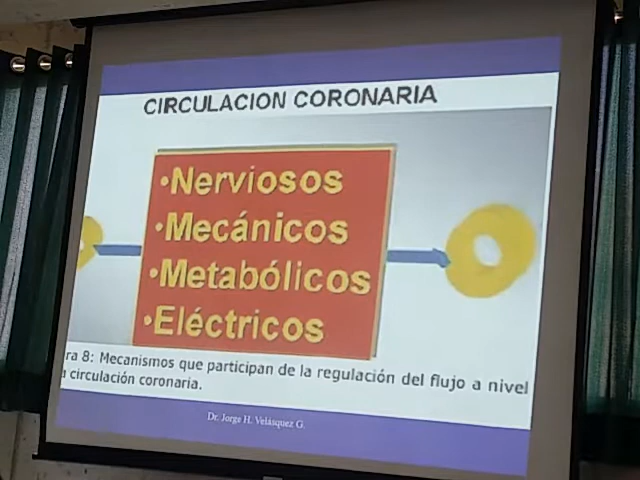 CIRCULACION CORONARIA
•Nerviosos
•Mecánicos
•Metabólicos
•Eléctricos
ra 8: Mecanismos que participan de la regulación del flujo a nivel
circulación coronaria.
Dr. Jorge H. Velásquez G.